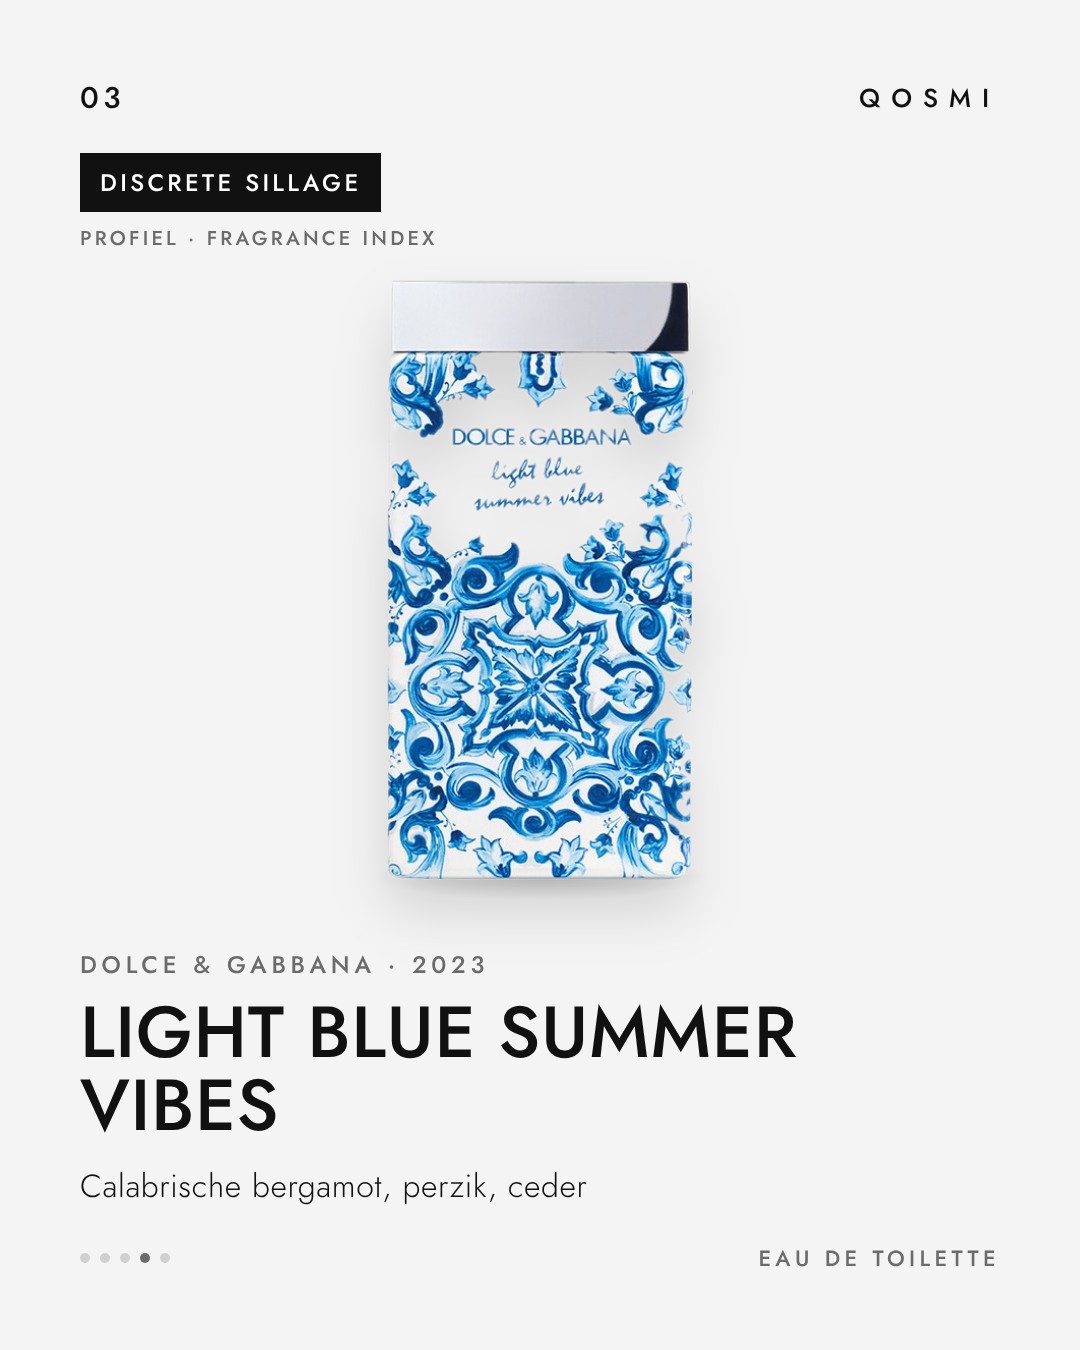 03
QOSMI
DISCRETE SILLAGE
PROFIEL · FRAGRANCE INDEX
DOLCE & GABBANA
light blue
summer vibes
DOLCE & GABBANA · 2023
LIGHT BLUE SUMMER
VIBES
Calabrische bergamot, perzik, ceder
EAU DE TOILETTE